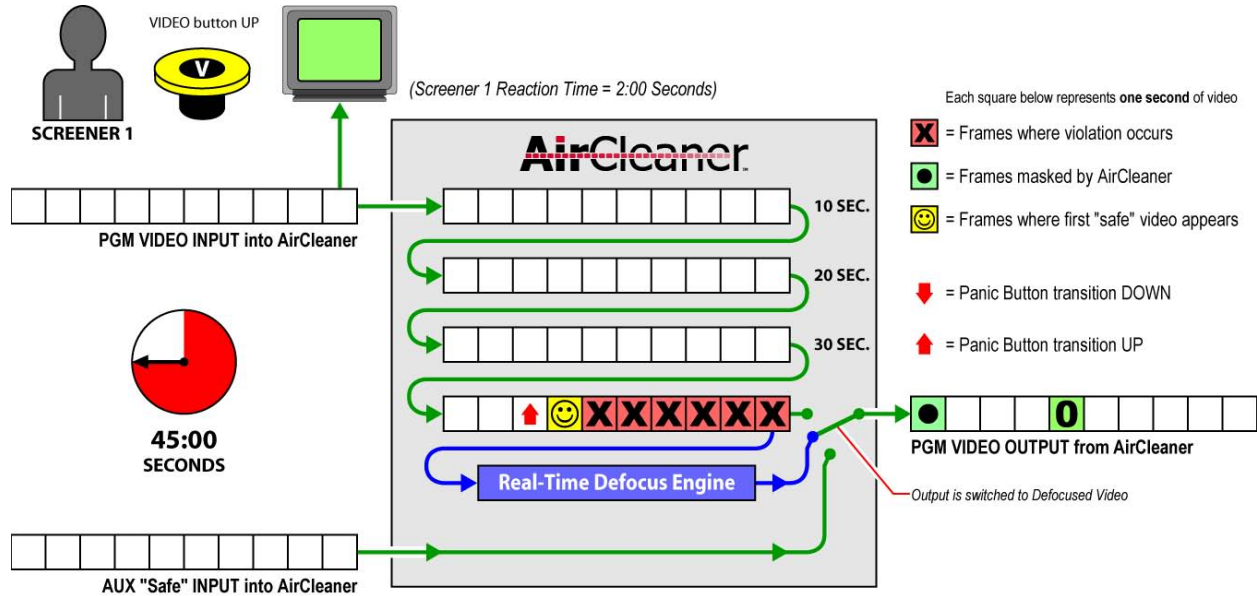 VIDEO button UP
V
SCREENER 1
(Screener 1 Reaction Time = 2:00 Seconds)
Each square below represents one second of video
X = Frames where violation occurs
= Frames masked by AirCleaner
= Frames where first "safe" video appears
= Panic Button transition DOWN
= Panic Button transition UP
AirCleaner™
PGM VIDEO INPUT into AirCleaner
10 SEC.
20 SEC.
30 SEC.
X X X X X X
45:00
SECONDS
Real-Time Defocus Engine
0
PGM VIDEO OUTPUT from AirCleaner
Output is switched to Defocused Video
AUX "Safe" INPUT into AirCleaner